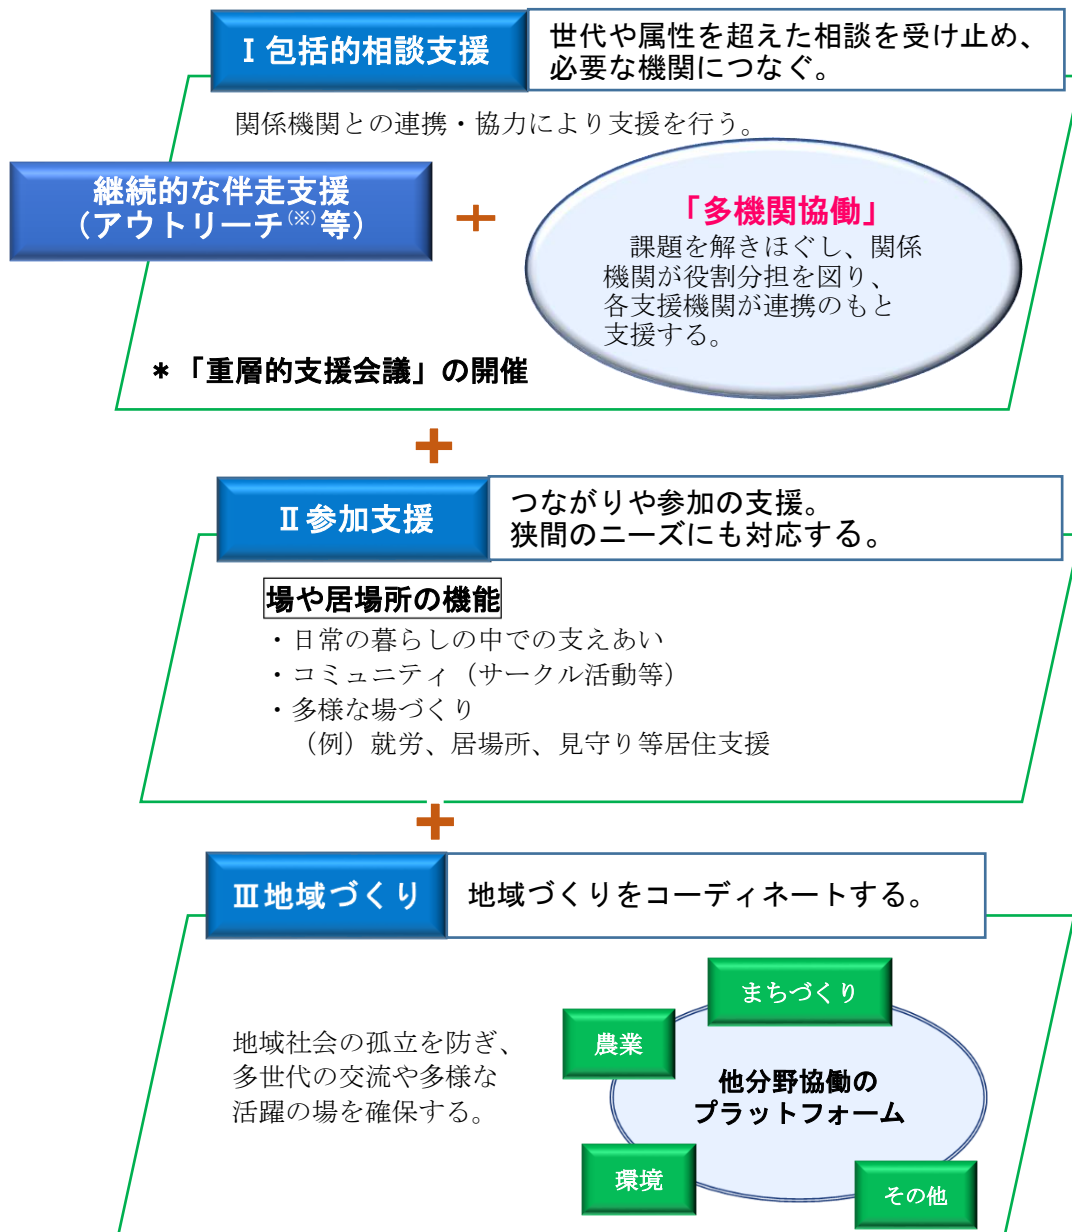 Ⅰ包括的相談支援
世代や属性を超えた相談を受け止め、
必要な機関につなぐ。
関係機関との連携・協力により支援を行う。
継続的な伴走支援
（アウトリーチ(※)等）
+
「多機関協働」
課題を解きほぐし、関係
機関が役割分担を図り、
各支援機関が連携のもと
支援する。
＊「重層的支援会議」の開催
+
Ⅱ参加支援
つながりや参加の支援。
狭間のニーズにも対応する。
場や居場所の機能
・日常の暮らしの中での支えあい
・コミュニティ（サークル活動等）
・多様な場づくり
（例）就労、居場所、見守り等居住支援
+
Ⅲ地域づくり
地域づくりをコーディネートする。
地域社会の孤立を防ぎ、
多世代の交流や多様な
活躍の場を確保する。
まちづくり
農業
他分野協働の
プラットフォーム
環境
その他